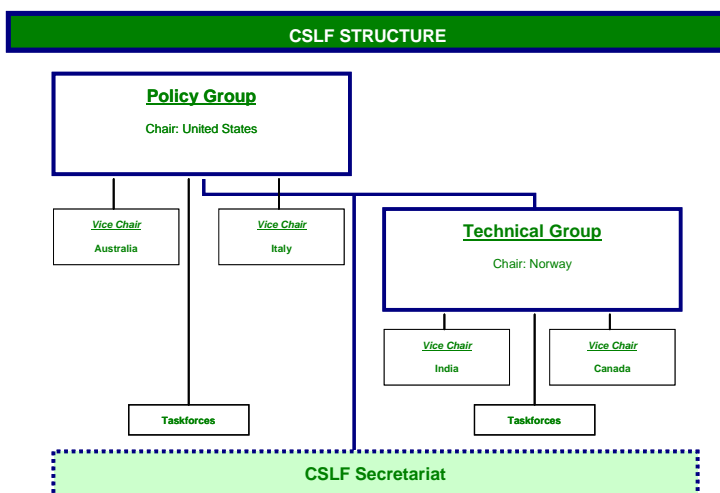 CSLF STRUCTURE
Policy Group
Chair: United States
Vice Chair
Australia
Vice Chair
Italy
Technical Group
Chair: Norway
Vice Chair
India
Vice Chair
Canada
Taskforces
Taskforces
CSLF Secretariat